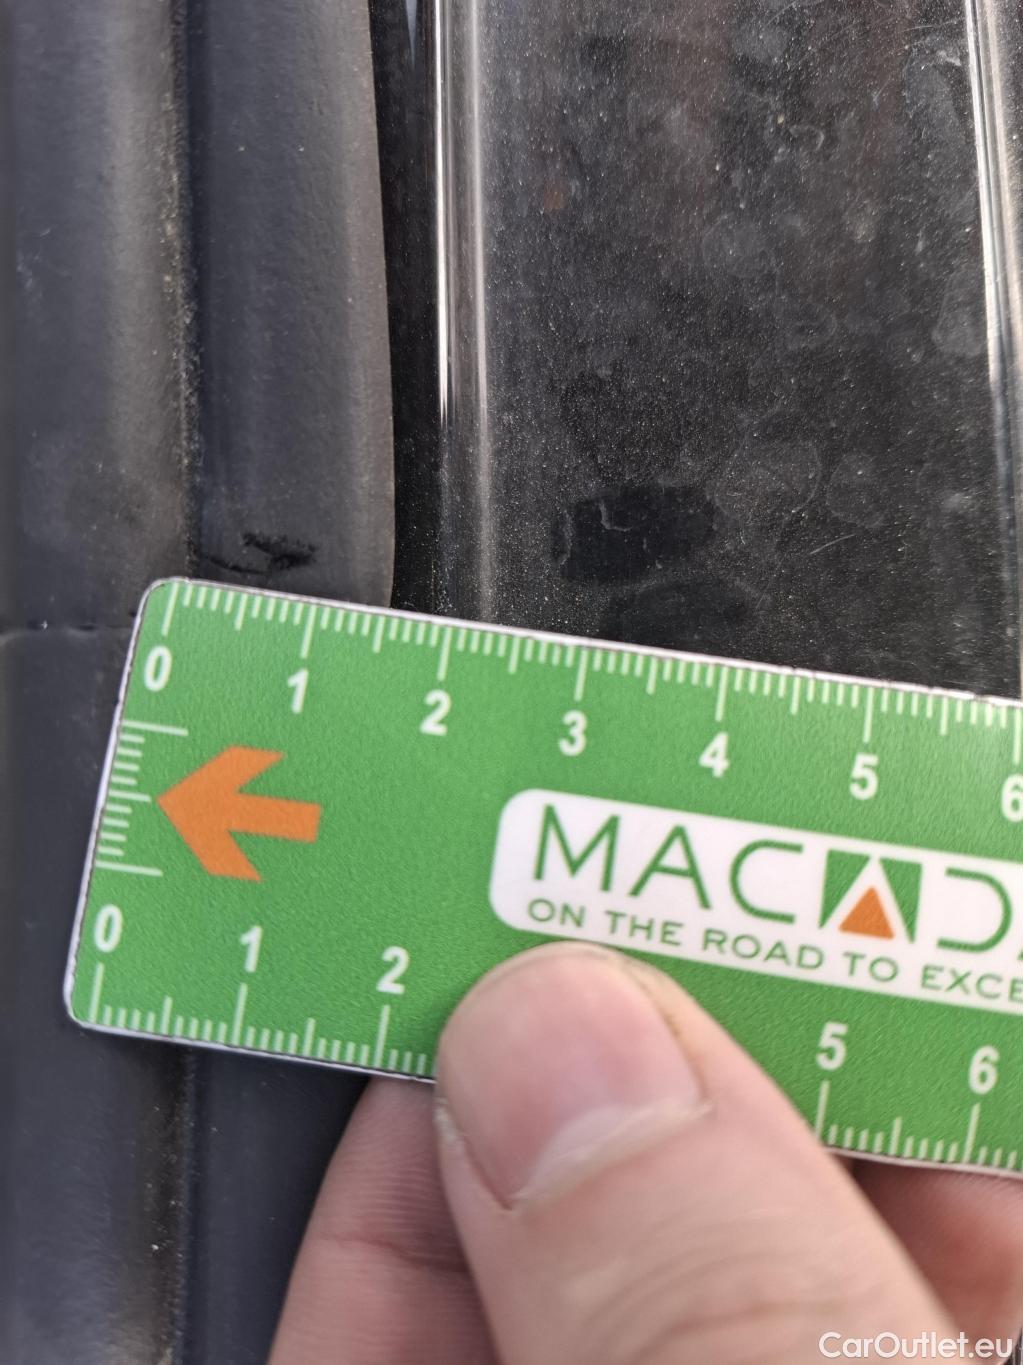 0 1 2 3 4 5 6
MACADA
ON THE ROAD TO EXCE
0 1 2 5 6
CarOutlet.eu